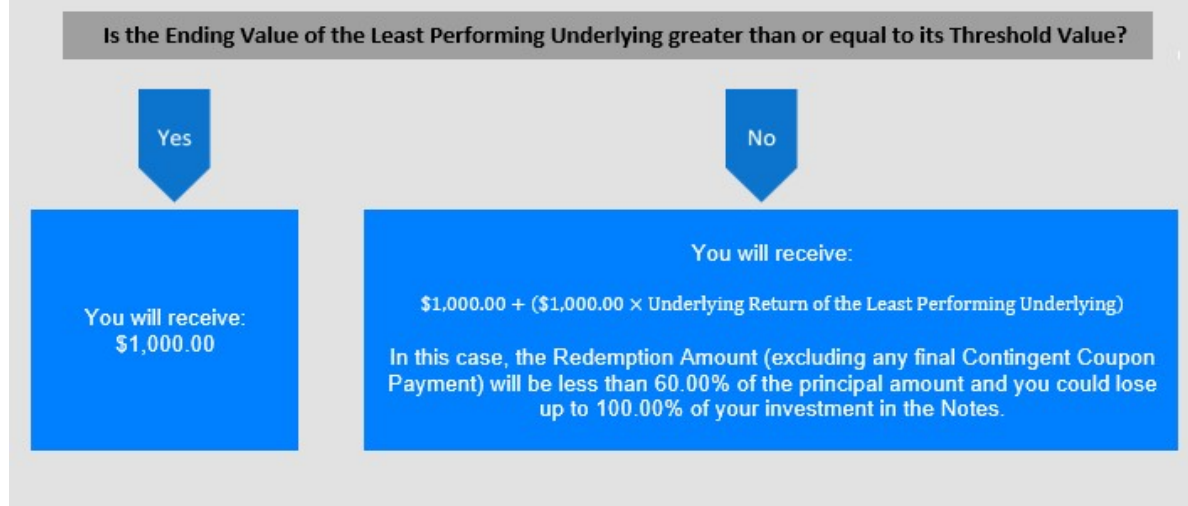 Is the Ending Value of the Least Performing Underlying greater than or equal to its Threshold Value?
Yes
No
You will receive:
$1,000.00
You will receive:
$1,000.00 + ($1,000.00 × Underlying Return of the Least Performing Underlying)
In this case, the Redemption Amount (excluding any final Contingent Coupon
Payment) will be less than 60.00% of the principal amount and you could lose
up to 100.00% of your investment in the Notes.